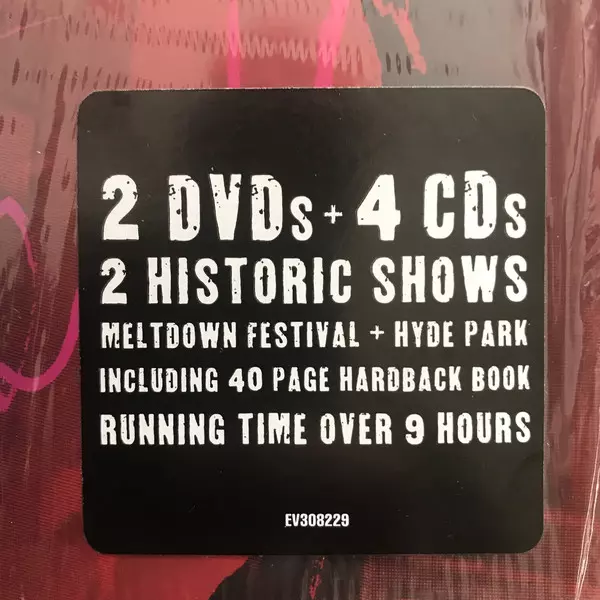 2 DVDs + 4 CDs
2 HISTORIC SHOWS
MELTDOWN FESTIVAL + HYDE PARK
INCLUDING 40 PAGE HARDBACK BOOK
RUNNING TIME OVER 9 HOURS
EV308229